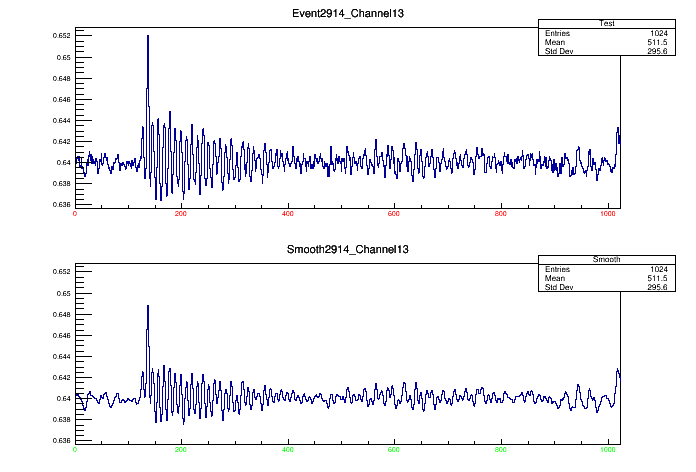 Event2914_Channel13
Test
Entries 1024
Mean 511.5
Std Dev 295.6
0.652
0.65
0.648
0.646
0.644
0.642
0.64
0.638
0.636
0 200 400 600 800 1000
Smooth2914_Channel13
Smooth
Entries 1024
Mean 511.5
Std Dev 295.6
0.652
0.65
0.648
0.646
0.644
0.642
0.64
0.638
0.636
0 200 400 600 800 1000